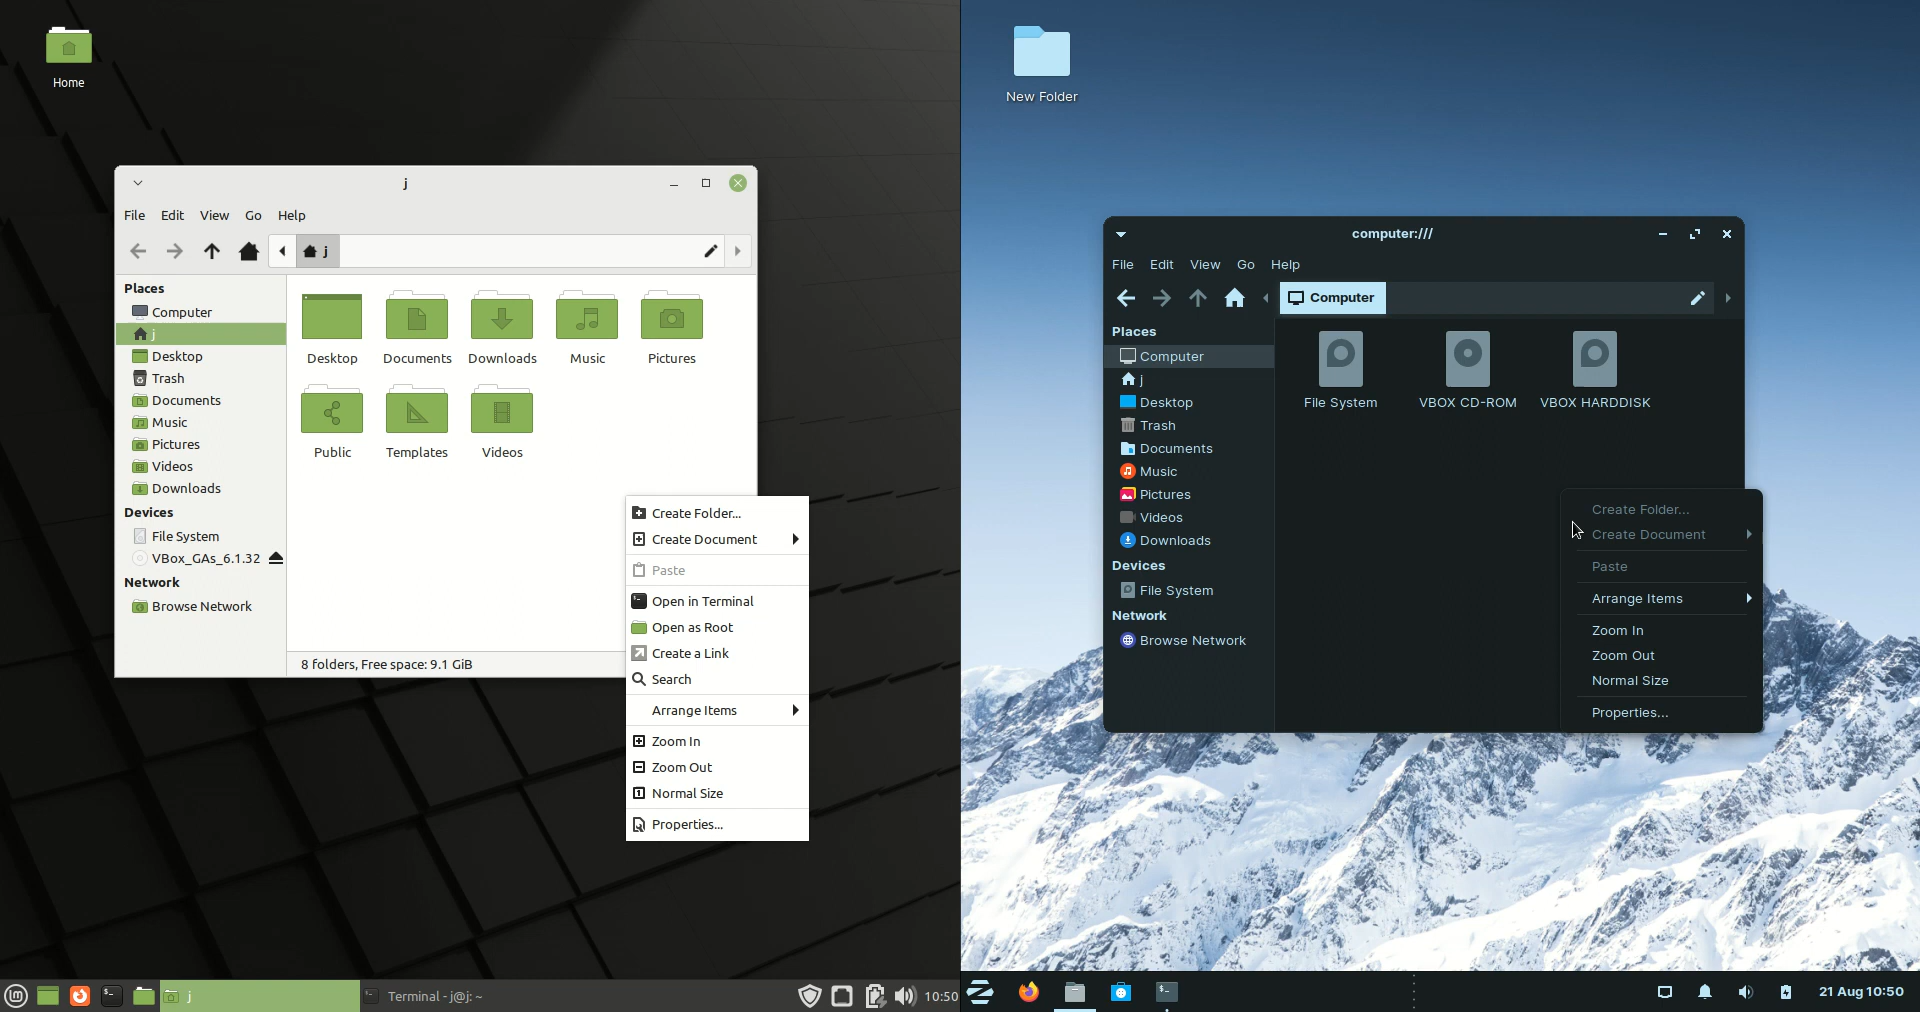 Home
j
File Edit View Go Help
j
Places
Computer
j
Desktop
Trash
Documents
Music
Pictures
Videos
Downloads
Devices
File System
VBox_GAs_6.1.32
Network
Browse Network
Desktop Documents Downloads Music Pictures
Public Templates Videos
8 folders, Free space: 9.1 GiB
Create Folder...
Create Document
Paste
Open in Terminal
Open as Root
Create a Link
Search
Arrange Items
Zoom In
Zoom Out
Normal Size
Properties...
j
Terminal - j@j: ~
10:50
New Folder
computer:///
File Edit View Go Help
Computer
Places
Computer
j
Desktop
Trash
Documents
Music
Pictures
Videos
Downloads
Devices
File System
Network
Browse Network
File System VBOX CD-ROM VBOX HARDDISK
Create Folder...
Create Document
Paste
Arrange Items
Zoom In
Zoom Out
Normal Size
Properties...
21 Aug 10:50